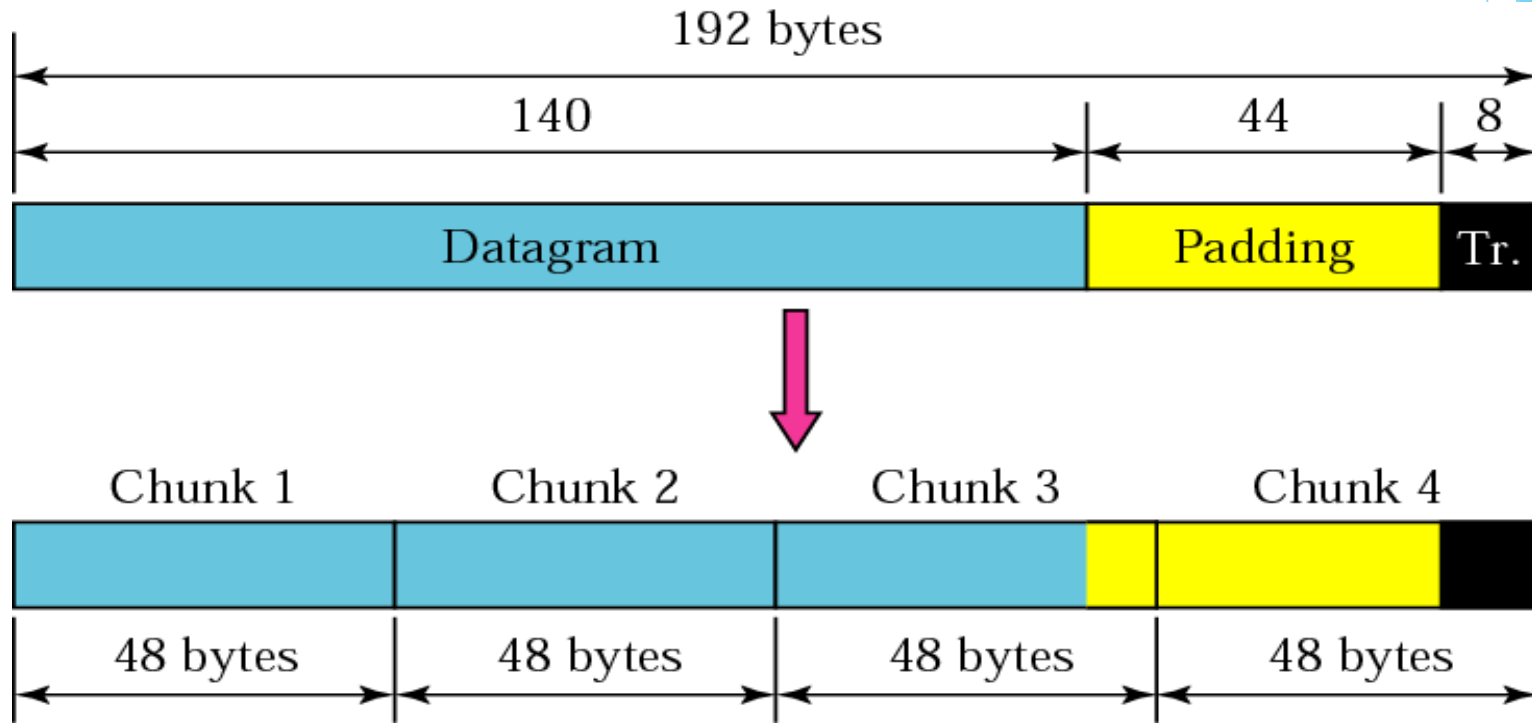 192 bytes
140 44 8
Datagram Padding Tr.
Chunk 1 Chunk 2 Chunk 3 Chunk 4
48 bytes 48 bytes 48 bytes 48 bytes